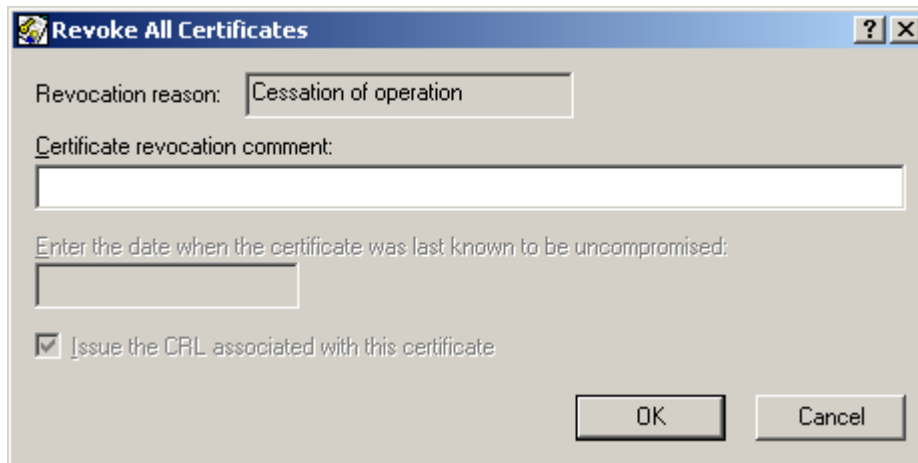 Revoke All Certificates
Revocation reason: Cessation of operation
Certificate revocation comment:
Enter the date when the certificate was last known to be uncompromised:
Issue the CRL associated with this certificate
OK Cancel